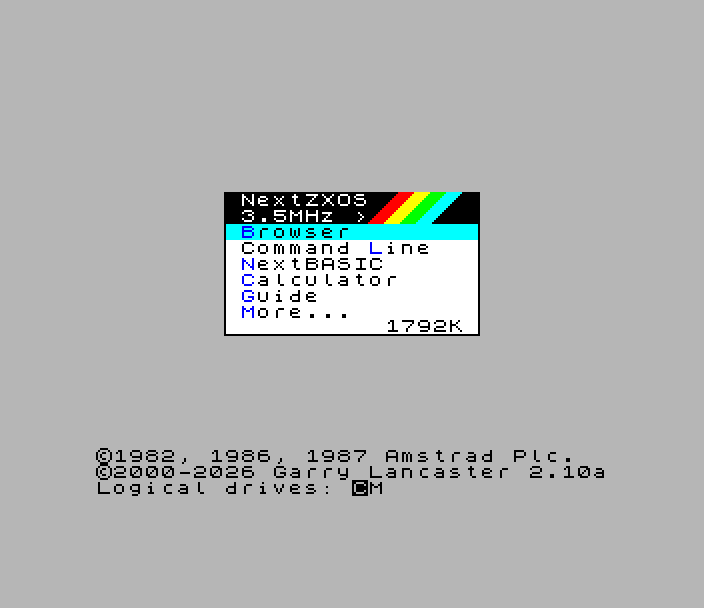 NextZXOS
3.5MHz >
Browser
Command Line
NextBASIC
Calculator
Guide
More...
1792K
©1982, 1986, 1987 Amstrad Plc.
©2000-2026 Garry Lancaster 2.10a
Logical drives: CM